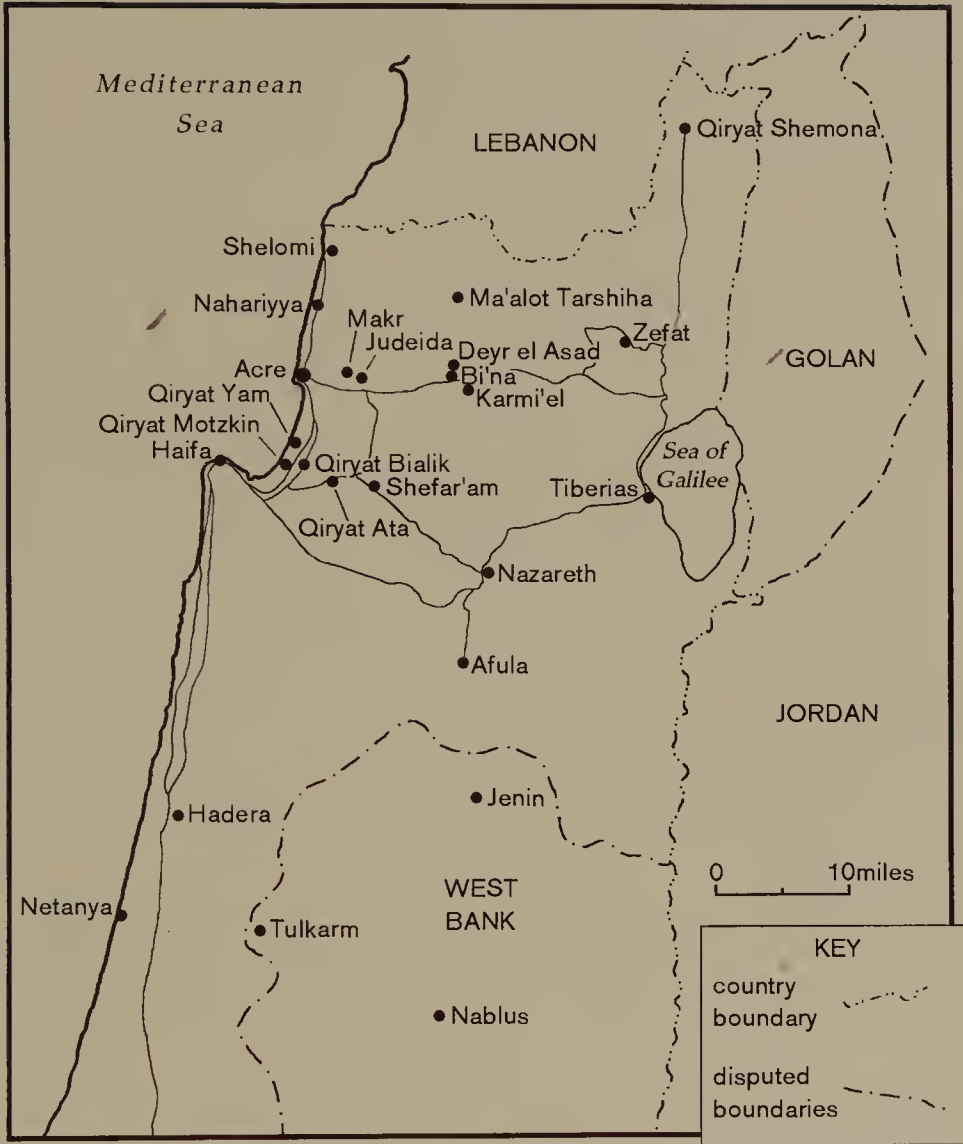 Mediterranean
Sea
LEBANON
Qiryat Shemona
Shelomi
Ma'alot Tarshiha
Nahariyya
Makr
Judeida
Zefat
Deyr el Asad
GOLAN
Acre
Bi'na
Karmi'el
Qiryat Yam
Qiryat Motzkin
Haifa
Qiryat Bialik
Sea of
Galilee
Shefar'am
Tiberias
Qiryat Ata
Nazareth
Afula
JORDAN
Jenin
Hadera
0 10miles
WEST
BANK
Netanya
Tulkarm
KEY
country
boundary
Nablus
disputed
boundaries